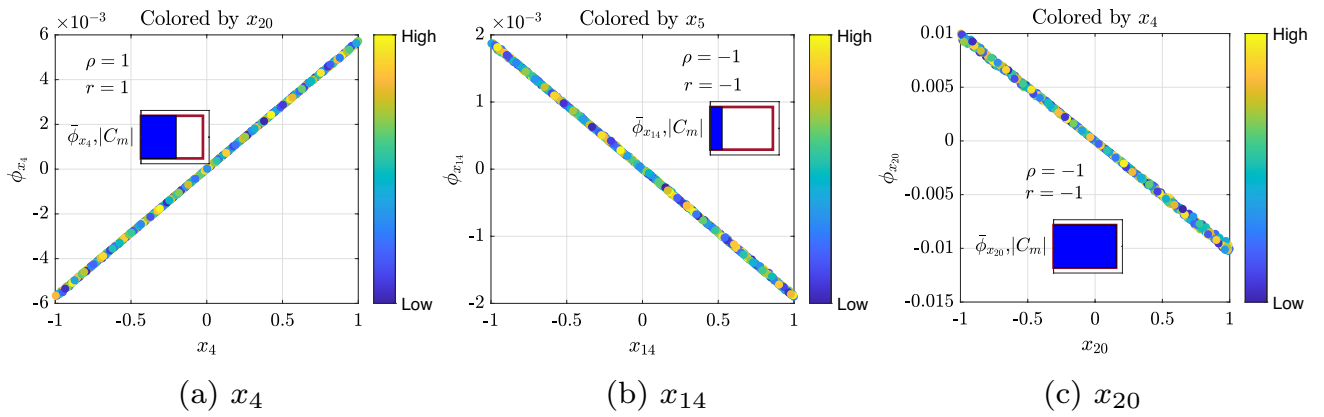 Colored by x₂₀
×10⁻³
ρ = 1
r = 1
ϕ̄ₓ₄,|Cₘ|
6
4
2
0
-2
-4
-6
ϕₓ₄
-1 -0.5 0 0.5 1
x₄
High
Low
(a) x₄
Colored by x₅
×10⁻³
ρ = −1
r = −1
ϕ̄ₓ₁₄,|Cₘ|
2
1
0
-1
-2
ϕₓ₁₄
-1 -0.5 0 0.5 1
x₁₄
High
Low
(b) x₁₄
Colored by x₄
0.01
0.005
0
-0.005
-0.01
-0.015
ϕₓ₂₀
ρ = −1
r = −1
ϕ̄ₓ₂₀,|Cₘ|
-1 -0.5 0 0.5 1
x₂₀
High
Low
(c) x₂₀